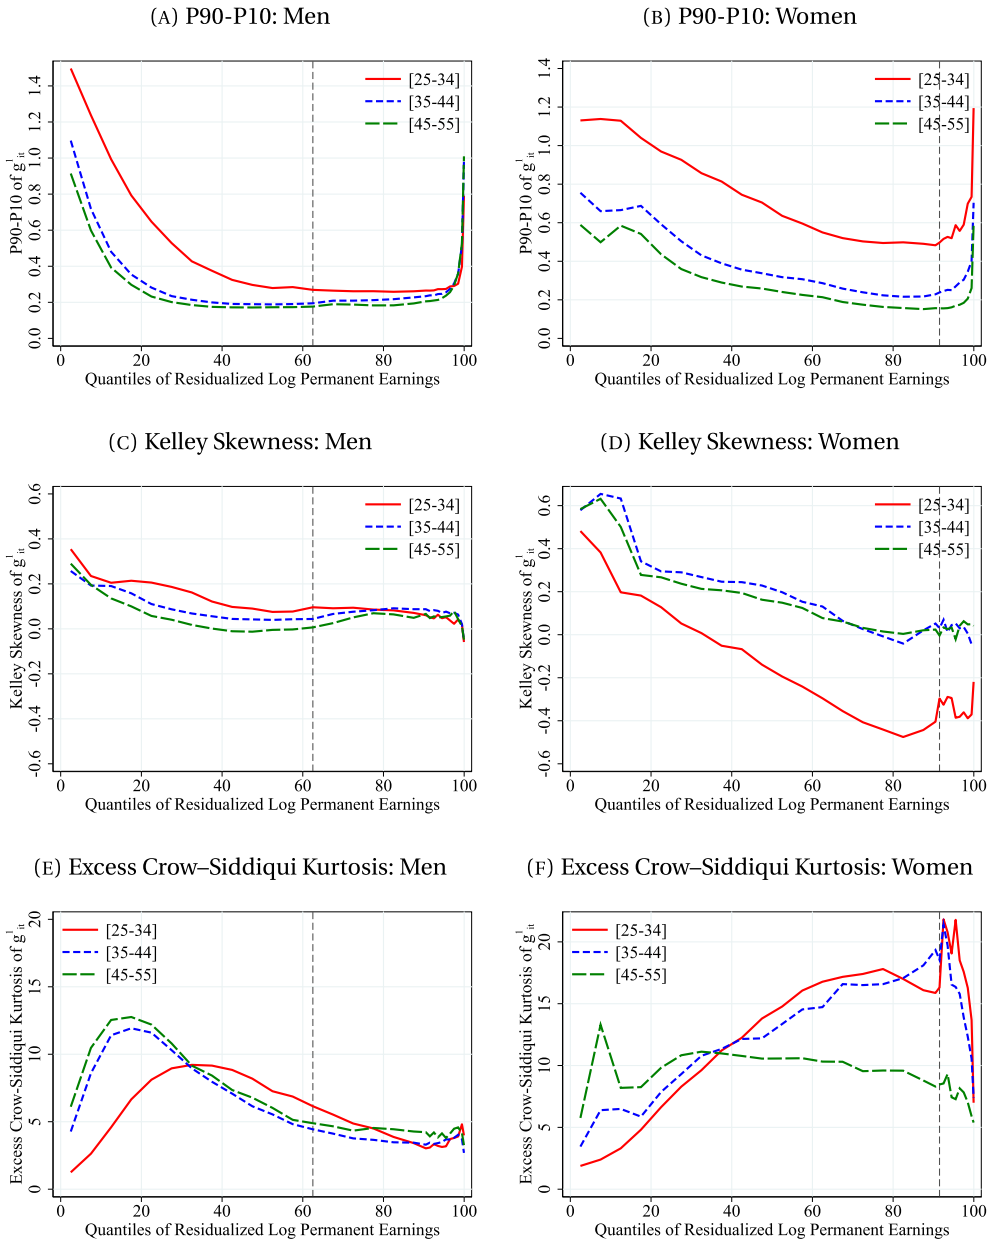 (A) P90-P10: Men
P90-P10 of g¹ᵢₜ
1.4
1.2
1.0
0.8
0.6
0.4
0.2
0.0
[25-34]
[35-44]
[45-55]
0 20 40 60 80 100
Quantiles of Residualized Log Permanent Earnings
(B) P90-P10: Women
P90-P10 of g¹ᵢₜ
1.4
1.2
1.0
0.8
0.6
0.4
0.2
0.0
[25-34]
[35-44]
[45-55]
0 20 40 60 80 100
Quantiles of Residualized Log Permanent Earnings
(C) Kelley Skewness: Men
Kelley Skewness of g¹ᵢₜ
0.6
0.4
0.2
0.0
-0.2
-0.4
-0.6
[25-34]
[35-44]
[45-55]
0 20 40 60 80 100
Quantiles of Residualized Log Permanent Earnings
(D) Kelley Skewness: Women
Kelley Skewness of g¹ᵢₜ
0.6
0.4
0.2
0.0
-0.2
-0.4
-0.6
[25-34]
[35-44]
[45-55]
0 20 40 60 80 100
Quantiles of Residualized Log Permanent Earnings
(E) Excess Crow–Siddiqui Kurtosis: Men
Excess Crow-Siddiqui Kurtosis of g¹ᵢₜ
20
15
10
5
0
[25-34]
[35-44]
[45-55]
0 20 40 60 80 100
Quantiles of Residualized Log Permanent Earnings
(F) Excess Crow–Siddiqui Kurtosis: Women
Excess Crow-Siddiqui Kurtosis of g¹ᵢₜ
20
15
10
5
0
[25-34]
[35-44]
[45-55]
0 20 40 60 80 100
Quantiles of Residualized Log Permanent Earnings